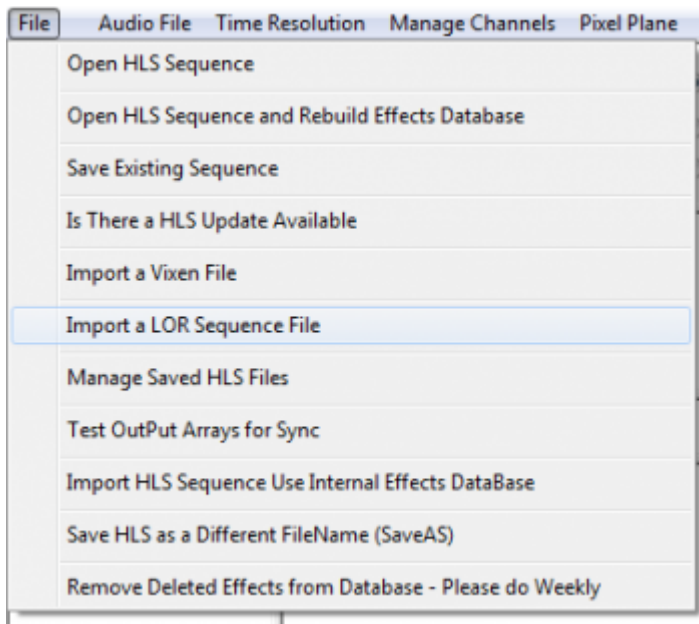 File Audio File Time Resolution Manage Channels Pixel Plane
Open HLS Sequence
Open HLS Sequence and Rebuild Effects Database
Save Existing Sequence
Is There a HLS Update Available
Import a Vixen File
Import a LOR Sequence File
Manage Saved HLS Files
Test OutPut Arrays for Sync
Import HLS Sequence Use Internal Effects DataBase
Save HLS as a Different FileName (SaveAS)
Remove Deleted Effects from Database - Please do Weekly